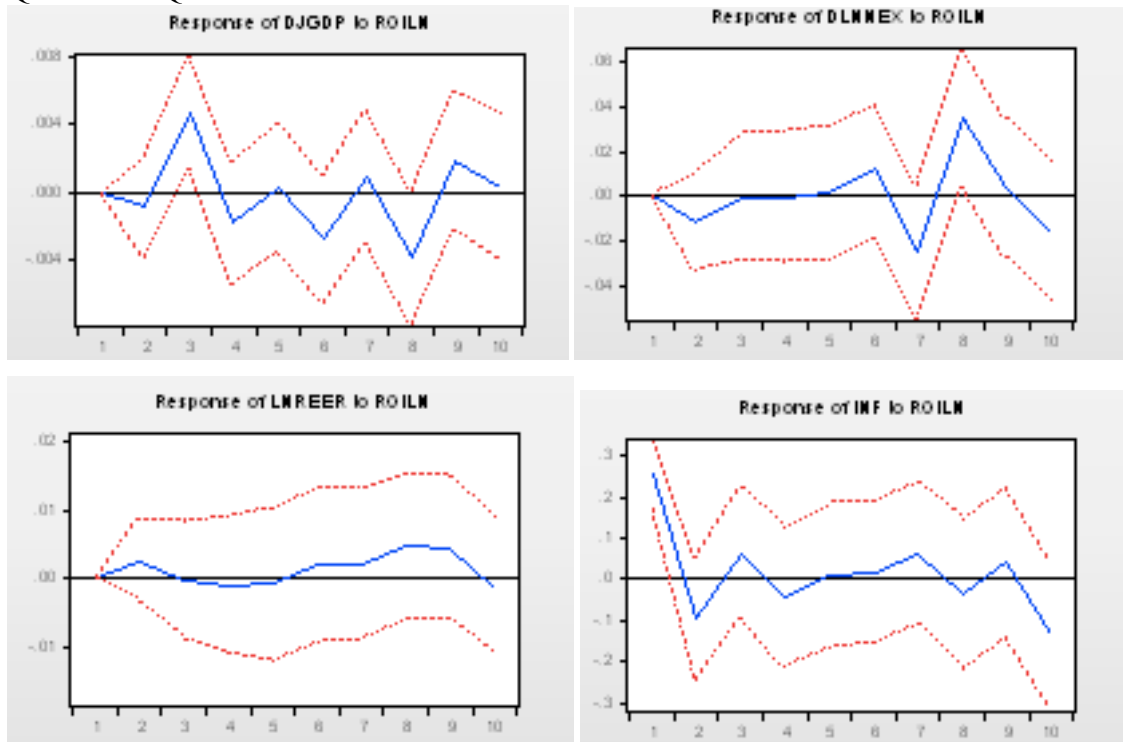 Response of DJGDP to ROILN
.008
.004
.000
-.004
1 2 3 4 5 6 7 8 9 10
Response of DLNNEX to ROILN
.06
.04
.02
.00
-.02
-.04
1 2 3 4 5 6 7 8 9 10
Response of LNREER to ROILN
.02
.01
.00
-.01
1 2 3 4 5 6 7 8 9 10
Response of INF to ROILN
.3
.2
.1
.0
-.1
-.2
-.3
1 2 3 4 5 6 7 8 9 10